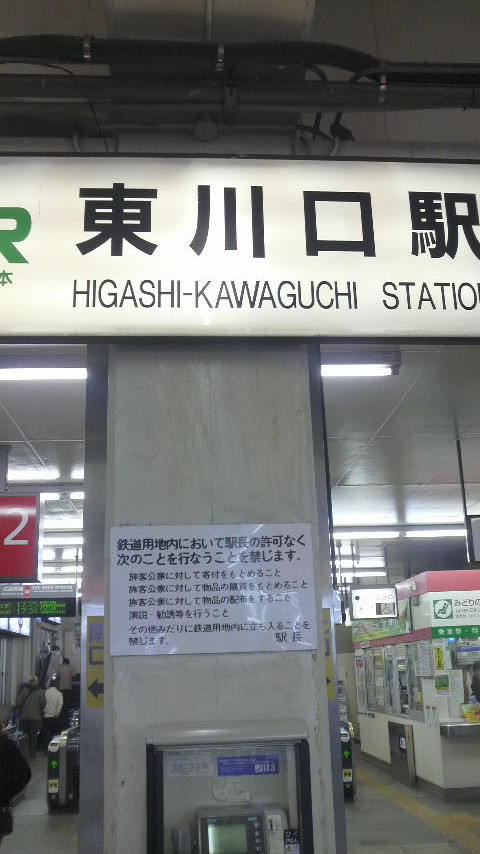 R
本
東川口駅
HIGASHI-KAWAGUCHI STATIO
2
鉄道用地内において駅長の許可なく
次のことを行なうことを禁じます。
旅客公衆に対して寄付をもとめること
旅客公衆に対して物品の購買をもとめること
旅客公衆に対して物品の配布をすること
演説・勧誘等を行うこと
その他みだりに鉄道用地内に立ち入ることを
禁じます。 駅長
みどりの
113